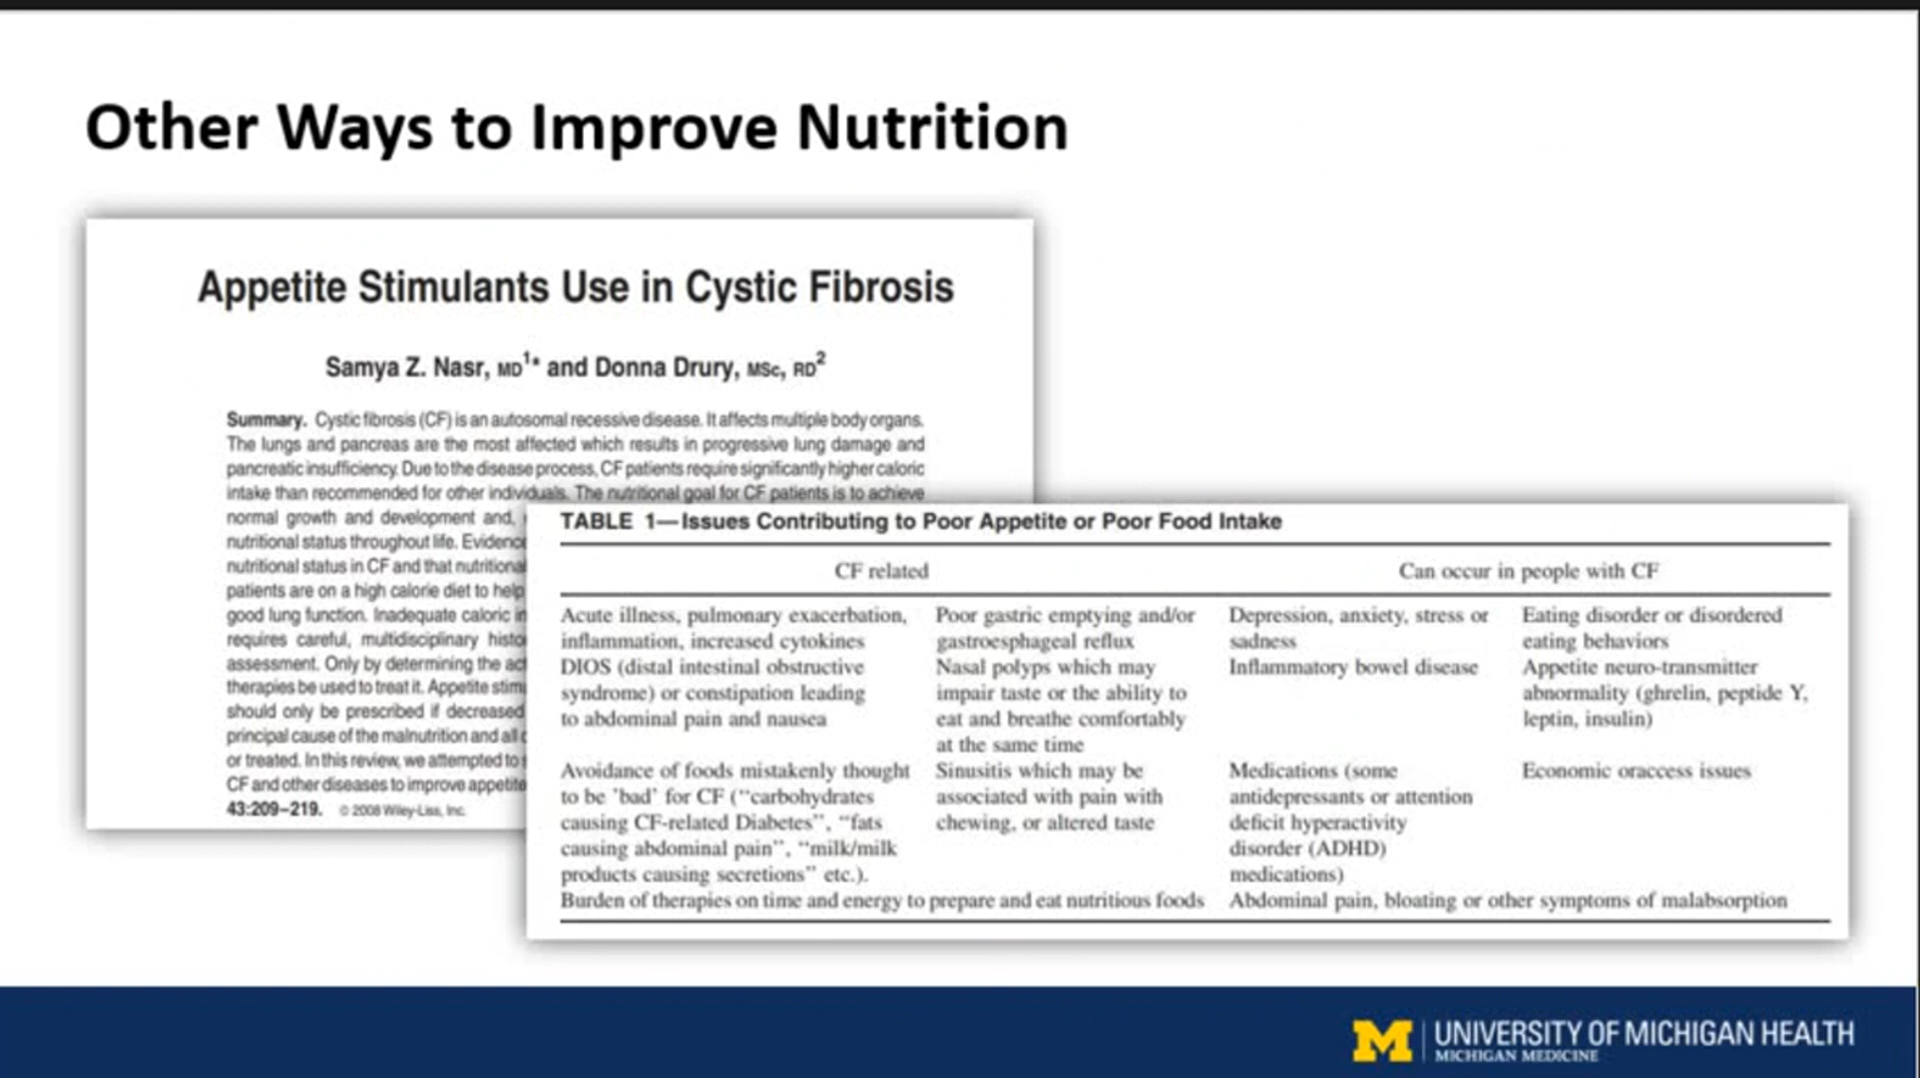 Other Ways to Improve Nutrition
Appetite Stimulants Use in Cystic Fibrosis
Samya Z. Nasr, MD1* and Donna Drury, MSc, RD2
Summary. Cystic fibrosis (CF) is an autosomal recessive disease. It affects multiple body organs.
The lungs and pancreas are the most affected which results in progressive lung damage and
pancreatic insufficiency. Due to the disease process, CF patients require significantly higher caloric
intake than recommended for other individuals. The nutritional goal for CF patients is to achieve
normal growth and development and,
nutritional status throughout life. Evidence
nutritional status in CF and that nutritional
patients are on a high calorie diet to help
good lung function. Inadequate caloric in
requires careful, multidisciplinary histo
assessment. Only by determining the act
therapies be used to treat it. Appetite stim
should only be prescribed if decreased
principal cause of the malnutrition and all
or treated. In this review, we attempted to
CF and other diseases to improve appetite
43:209–219. © 2008 Wiley-Liss, Inc.
TABLE 1—Issues Contributing to Poor Appetite or Poor Food Intake
CF related
Can occur in people with CF
Acute illness, pulmonary exacerbation,
inflammation, increased cytokines
Poor gastric emptying and/or
gastroesophageal reflux
Depression, anxiety, stress or
sadness
Eating disorder or disordered
eating behaviors
DIOS (distal intestinal obstructive
syndrome) or constipation leading
to abdominal pain and nausea
Nasal polyps which may
impair taste or the ability to
eat and breathe comfortably
at the same time
Inflammatory bowel disease
Appetite neuro-transmitter
abnormality (ghrelin, peptide Y,
leptin, insulin)
Avoidance of foods mistakenly thought
to be 'bad' for CF (“carbohydrates
causing CF-related Diabetes”, “fats
causing abdominal pain”, “milk/milk
products causing secretions” etc.).
Sinusitis which may be
associated with pain with
chewing, or altered taste
Medications (some
antidepressants or attention
deficit hyperactivity
disorder (ADHD)
medications)
Economic oraccess issues
Burden of therapies on time and energy to prepare and eat nutritious foods
Abdominal pain, bloating or other symptoms of malabsorption
M UNIVERSITY OF MICHIGAN HEALTH
MICHIGAN MEDICINE